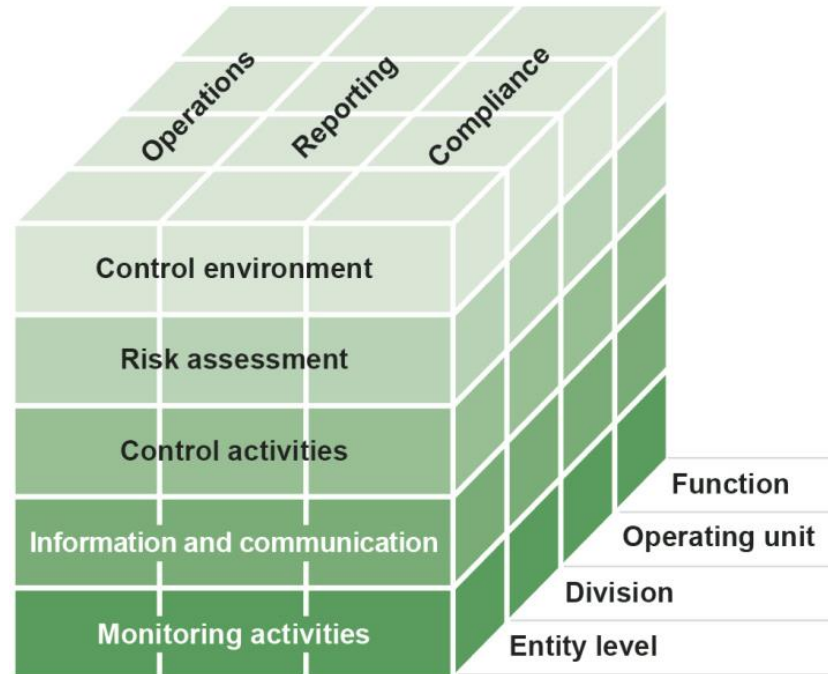 Operations
Reporting
Compliance
Control environment
Risk assessment
Control activities
Information and communication
Monitoring activities
Function
Operating unit
Division
Entity level